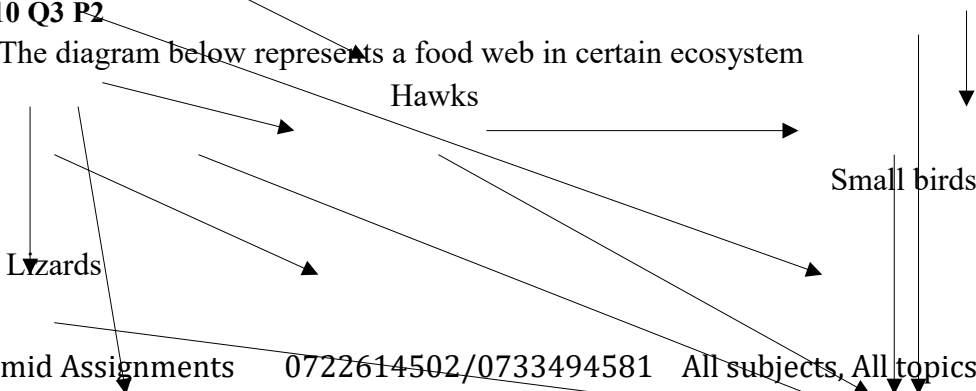 10 Q3 P2
The diagram below represents a food web in certain ecosystem
Hawks
Small birds
Lizards
mid Assignments 0722614502/0733494581 All subjects, All topics